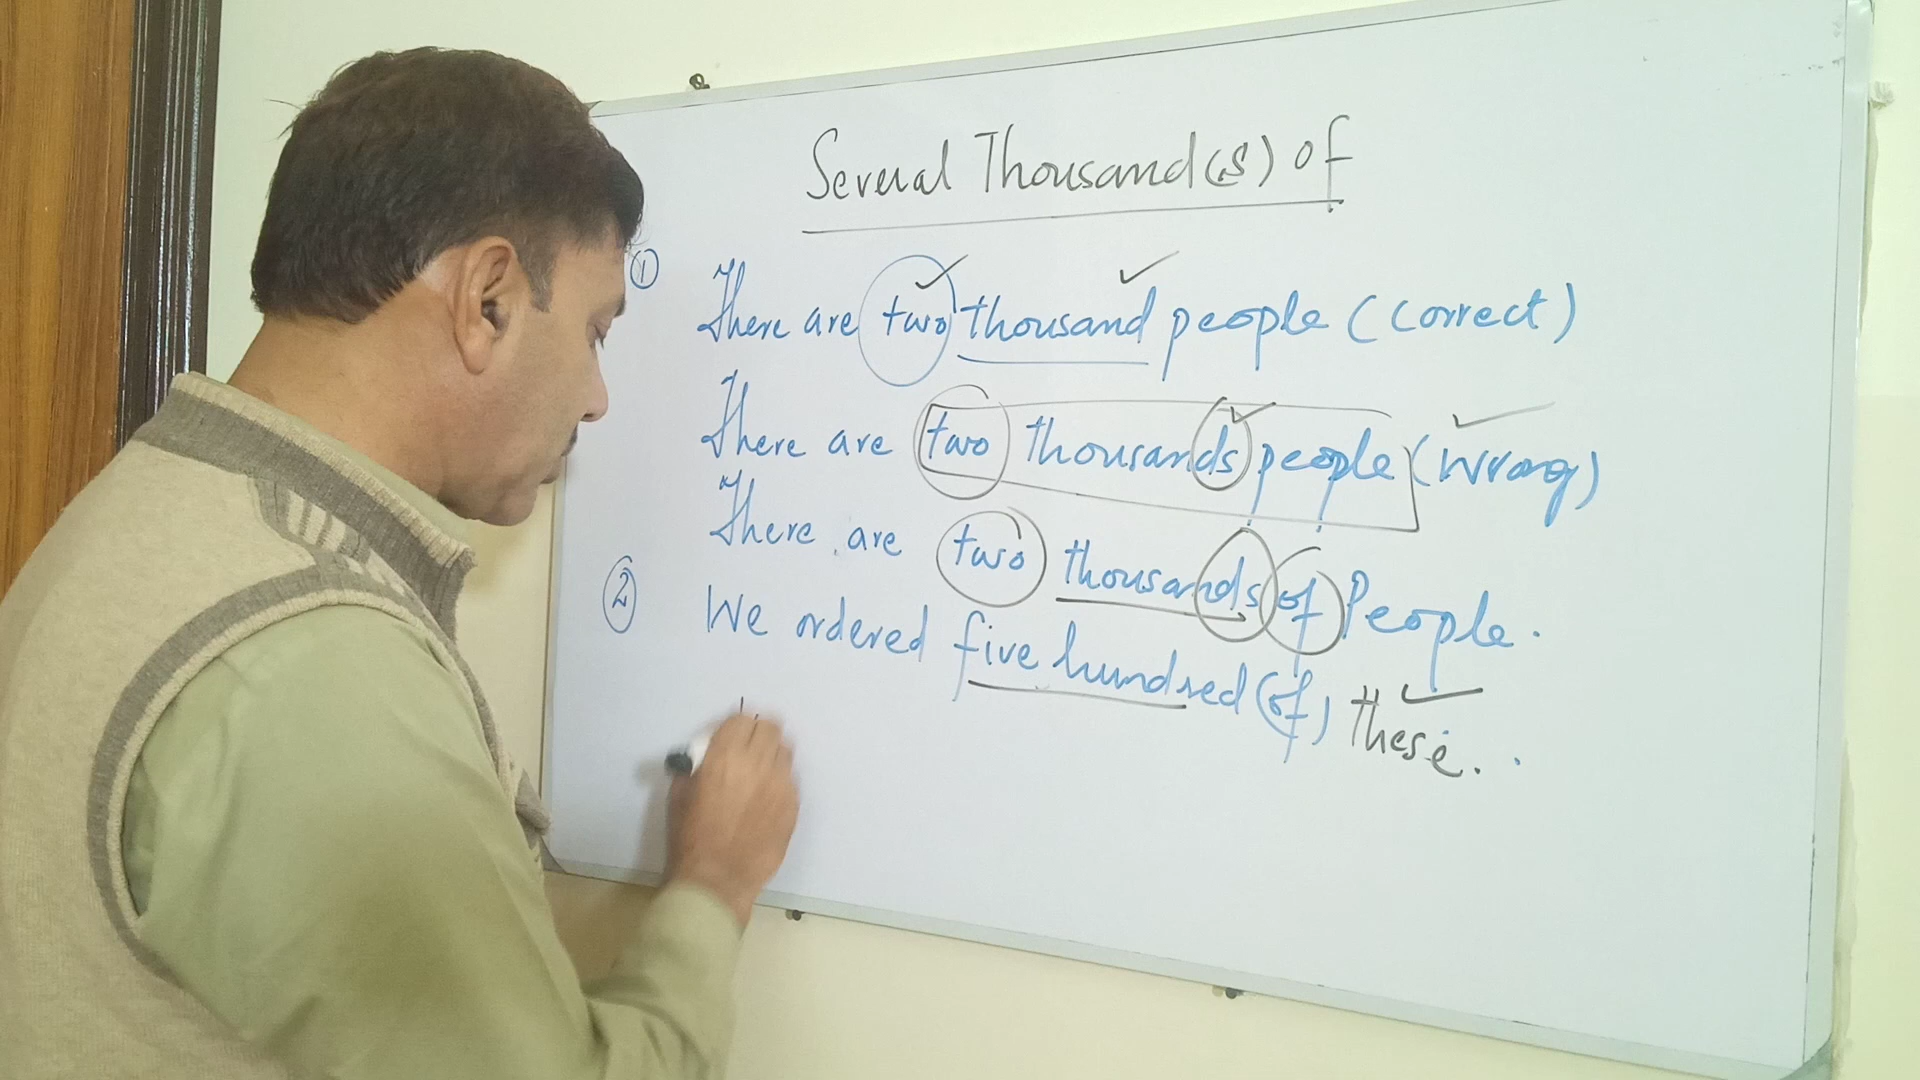 Several Thousand(s) of
① There are two thousand people (correct)
There are two thousands people (wrong)
There are two thousands of People.
② We ordered five hundred (of) these.